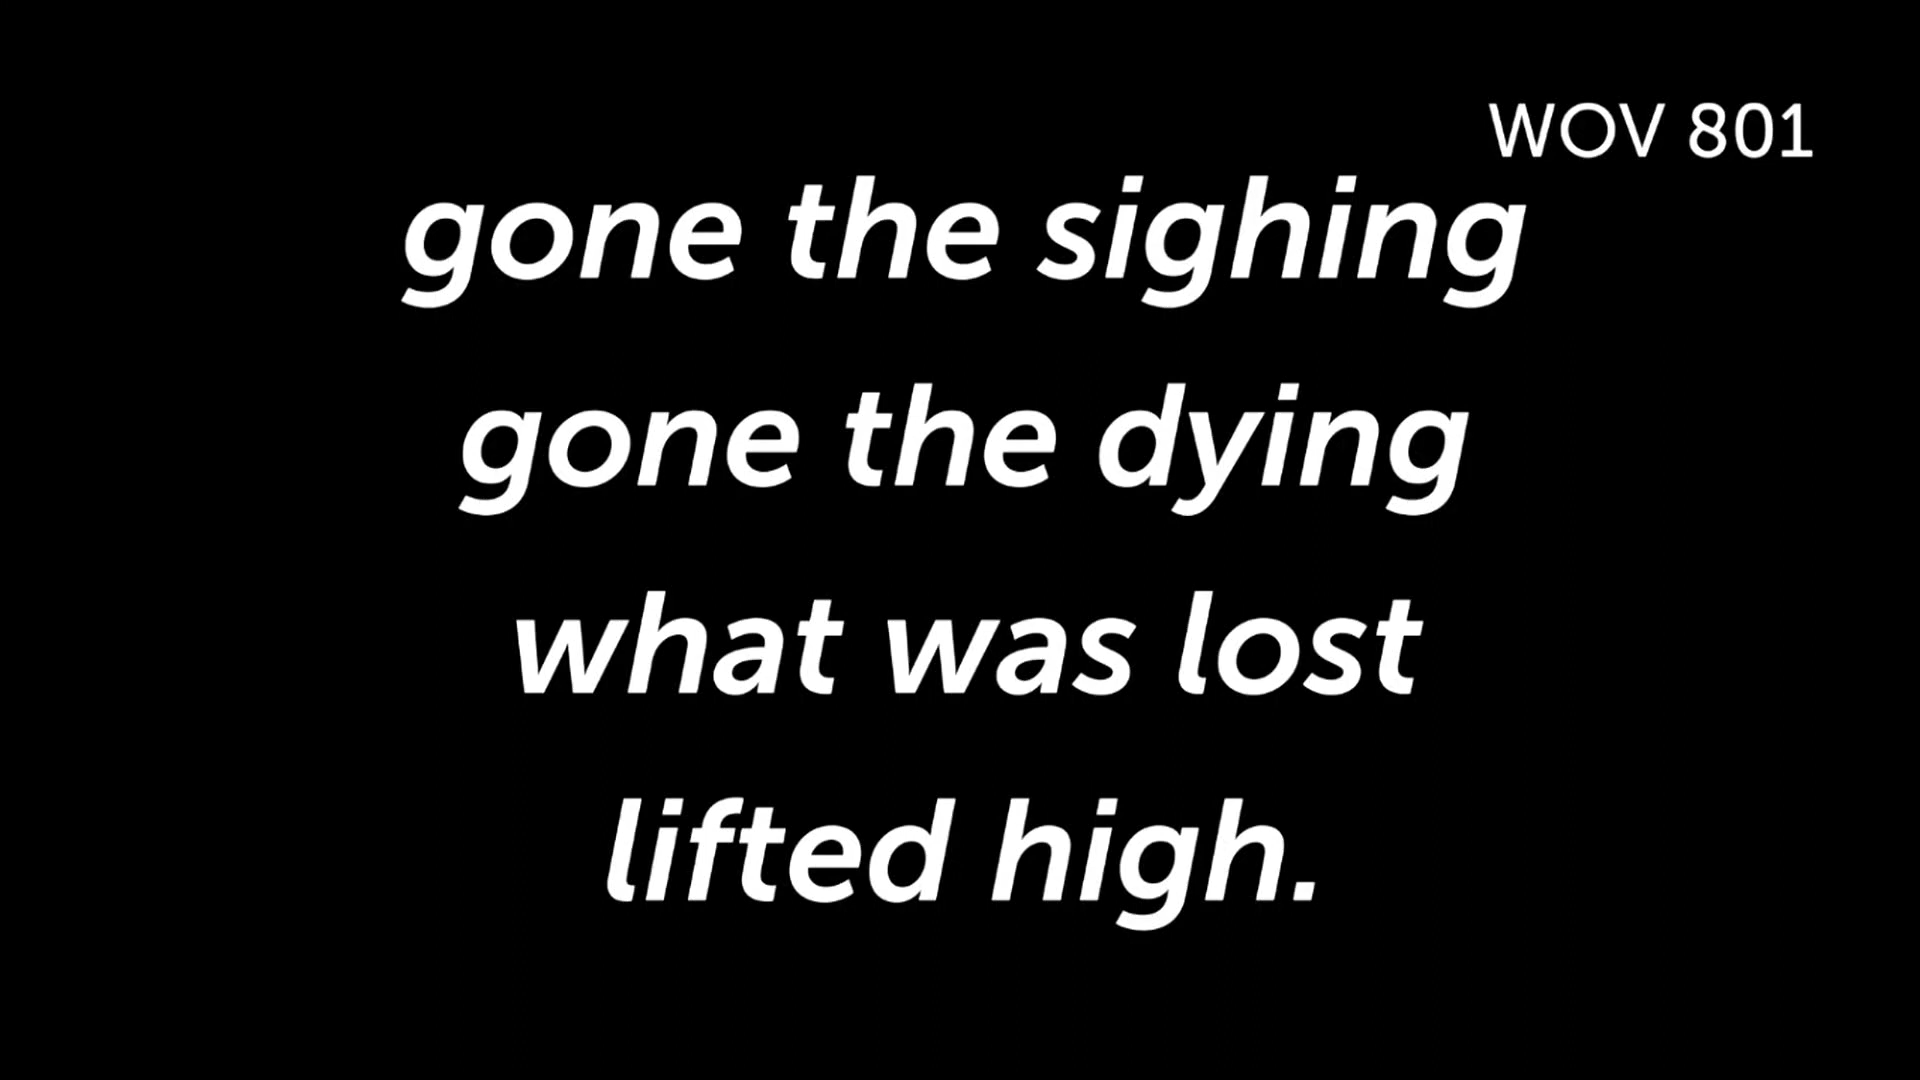 WOV 801
gone the sighing
gone the dying
what was lost
lifted high.